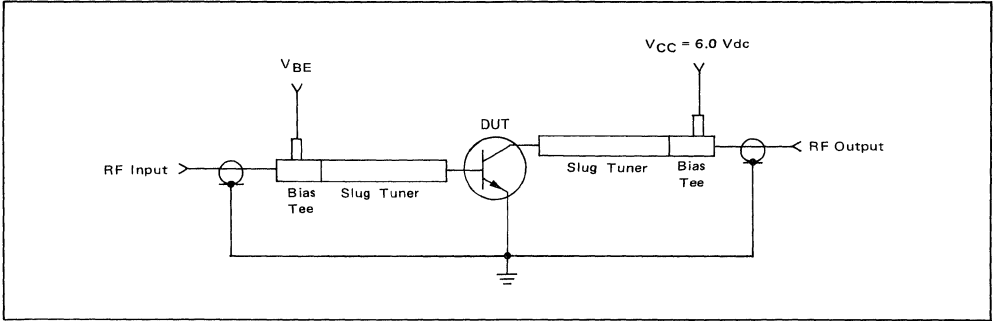 V_CC = 6.0 Vdc
V_BE
DUT
RF Input
Bias Tee
Slug Tuner
Slug Tuner
Bias Tee
RF Output